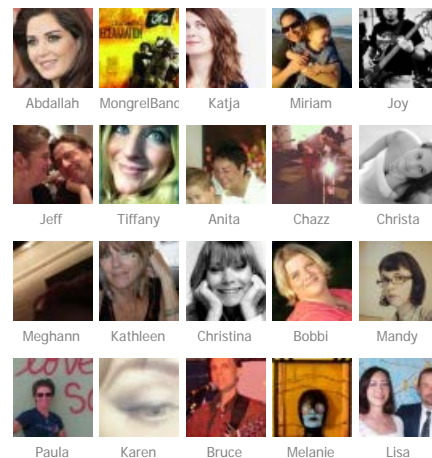 Abdallah MongrelBand Katja Miriam Joy
Jeff Tiffany Anita Chazz Christa
Meghann Kathleen Christina Bobbi Mandy
Paula Karen Bruce Melanie Lisa